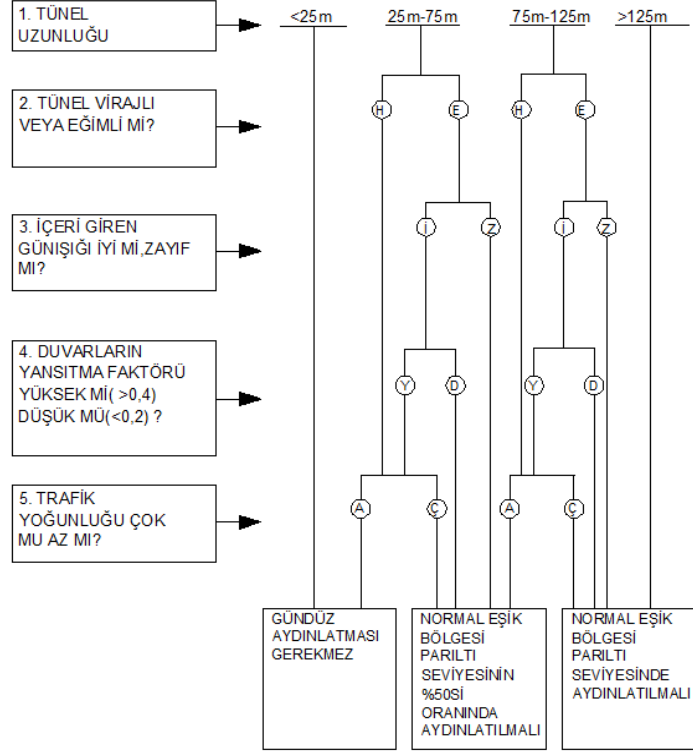 1. TÜNEL
UZUNLUĞU
<25m
25m-75m
75m-125m
>125m
2. TÜNEL VİRAJLI
VEYA EĞİMLİ Mİ?
H
E
H
E
3. İÇERİ GİREN
GÜNIŞIĞI İYİ Mİ,ZAYIF
MI?
İ
Z
İ
Z
4. DUVARLARIN
YANSITMA FAKTÖRÜ
YÜKSEK Mİ( >0,4)
DÜŞÜK MÜ(<0,2) ?
Y
D
Y
D
5. TRAFİK
YOĞUNLUĞU ÇOK
MU AZ MI?
A
Ç
A
Ç
GÜNDÜZ
AYDINLATMASI
GEREKMEZ
NORMAL EŞİK
BÖLGESİ
PARILTI
SEVİYESİNİN
%50Sİ
ORANINDA
AYDINLATILMALI
NORMAL EŞİK
BÖLGESİ
PARILTI
SEVİYESİNDE
AYDINLATILMALI